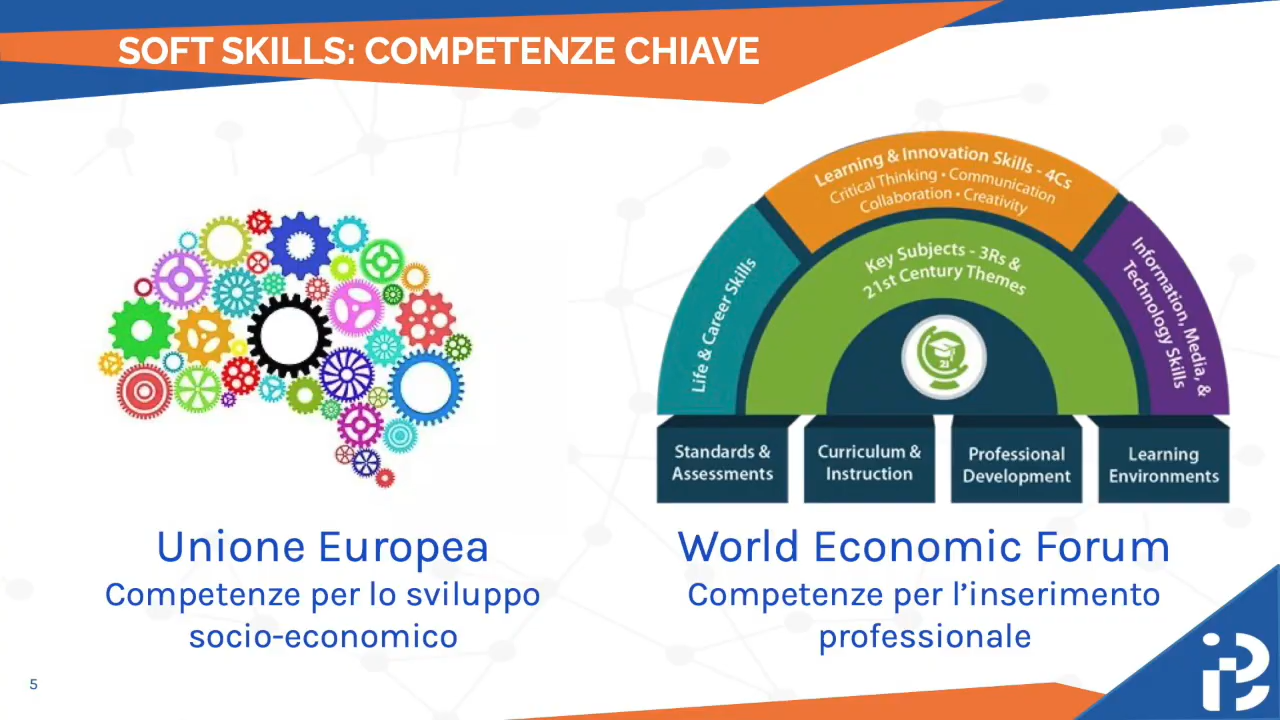 SOFT SKILLS: COMPETENZE CHIAVE
Learning & Innovation Skills - 4Cs
Critical Thinking • Communication
Collaboration • Creativity
Life & Career Skills
Key Subjects - 3Rs &
21st Century Themes
Information, Media, &
Technology Skills
21
Standards &
Assessments
Curriculum &
Instruction
Professional
Development
Learning
Environments
Unione Europea
Competenze per lo sviluppo
socio-economico
World Economic Forum
Competenze per l’inserimento
professionale
5